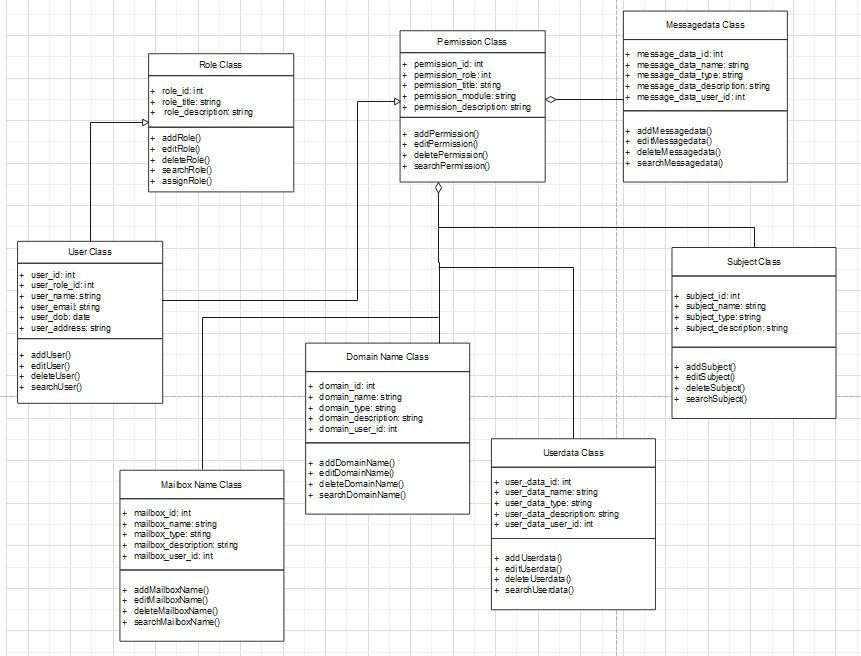 Messagedata Class
+ message_data_id: int
+ message_data_name: string
+ message_data_type: string
+ message_data_description: string
+ message_data_user_id: int
+ addMessagedata()
+ editMessagedata()
+ deleteMessagedata()
+ searchMessagedata()
Permission Class
+ permission_id: int
+ permission_role: int
+ permission_title: string
+ permission_module: string
+ permission_description: string
+ addPermission()
+ editPermission()
+ deletePermission()
+ searchPermission()
Role Class
+ role_id: int
+ role_title: string
+ role_description: string
+ addRole()
+ editRole()
+ deleteRole()
+ searchRole()
+ assignRole()
User Class
+ user_id: int
+ user_role_id: int
+ user_name: string
+ user_email: string
+ user_dob: date
+ user_address: string
+ addUser()
+ editUser()
+ deleteUser()
+ searchUser()
Subject Class
+ subject_id: int
+ subject_name: string
+ subject_type: string
+ subject_description: string
+ addSubject()
+ editSubject()
+ deleteSubject()
+ searchSubject()
Domain Name Class
+ domain_id: int
+ domain_name: string
+ domain_type: string
+ domain_description: string
+ domain_user_id: int
+ addDomainName()
+ editDomainName()
+ deleteDomainName()
+ searchDomainName()
Userdata Class
+ user_data_id: int
+ user_data_name: string
+ user_data_type: string
+ user_data_description: string
+ user_data_user_id: int
+ addUserdata()
+ editUserdata()
+ deleteUserdata()
+ searchUserdata()
Mailbox Name Class
+ mailbox_id: int
+ mailbox_name: string
+ mailbox_type: string
+ mailbox_description: string
+ mailbox_user_id: int
+ addMailboxName()
+ editMailboxName()
+ deleteMailboxName()
+ searchMailboxName()